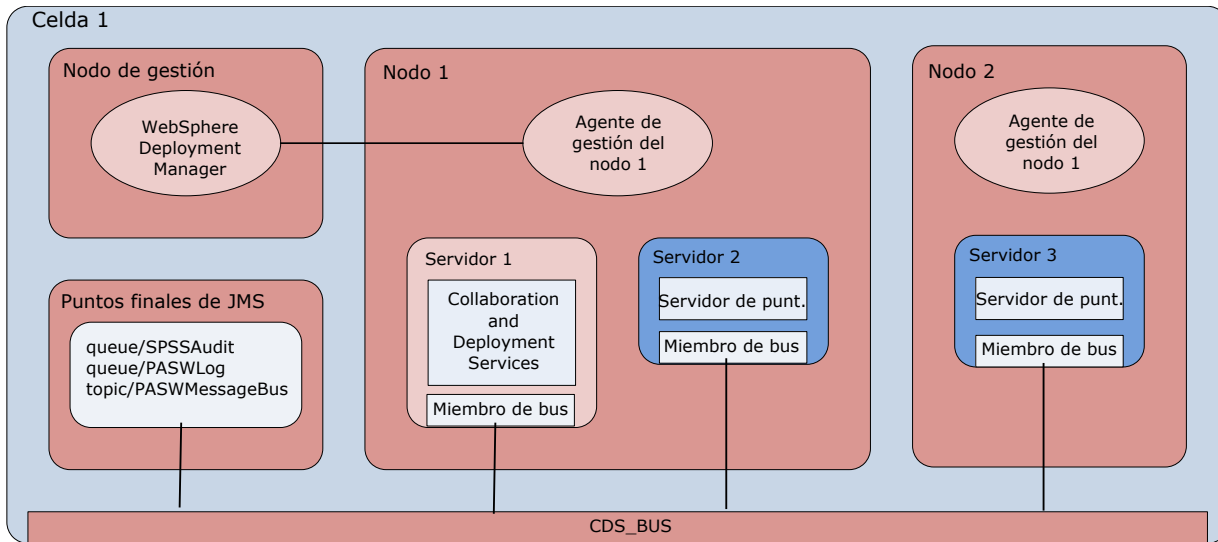 Celda 1
Nodo de gestión
WebSphere
Deployment
Manager
Nodo 1
Agente de
gestión del
nodo 1
Nodo 2
Agente de
gestión del
nodo 1
Puntos finales de JMS
queue/SPSSAudit
queue/PASWLog
topic/PASWMessageBus
Servidor 1
Collaboration
and
Deployment
Services
Miembro de bus
Servidor 2
Servidor de punt.
Miembro de bus
Servidor 3
Servidor de punt.
Miembro de bus
CDS_BUS